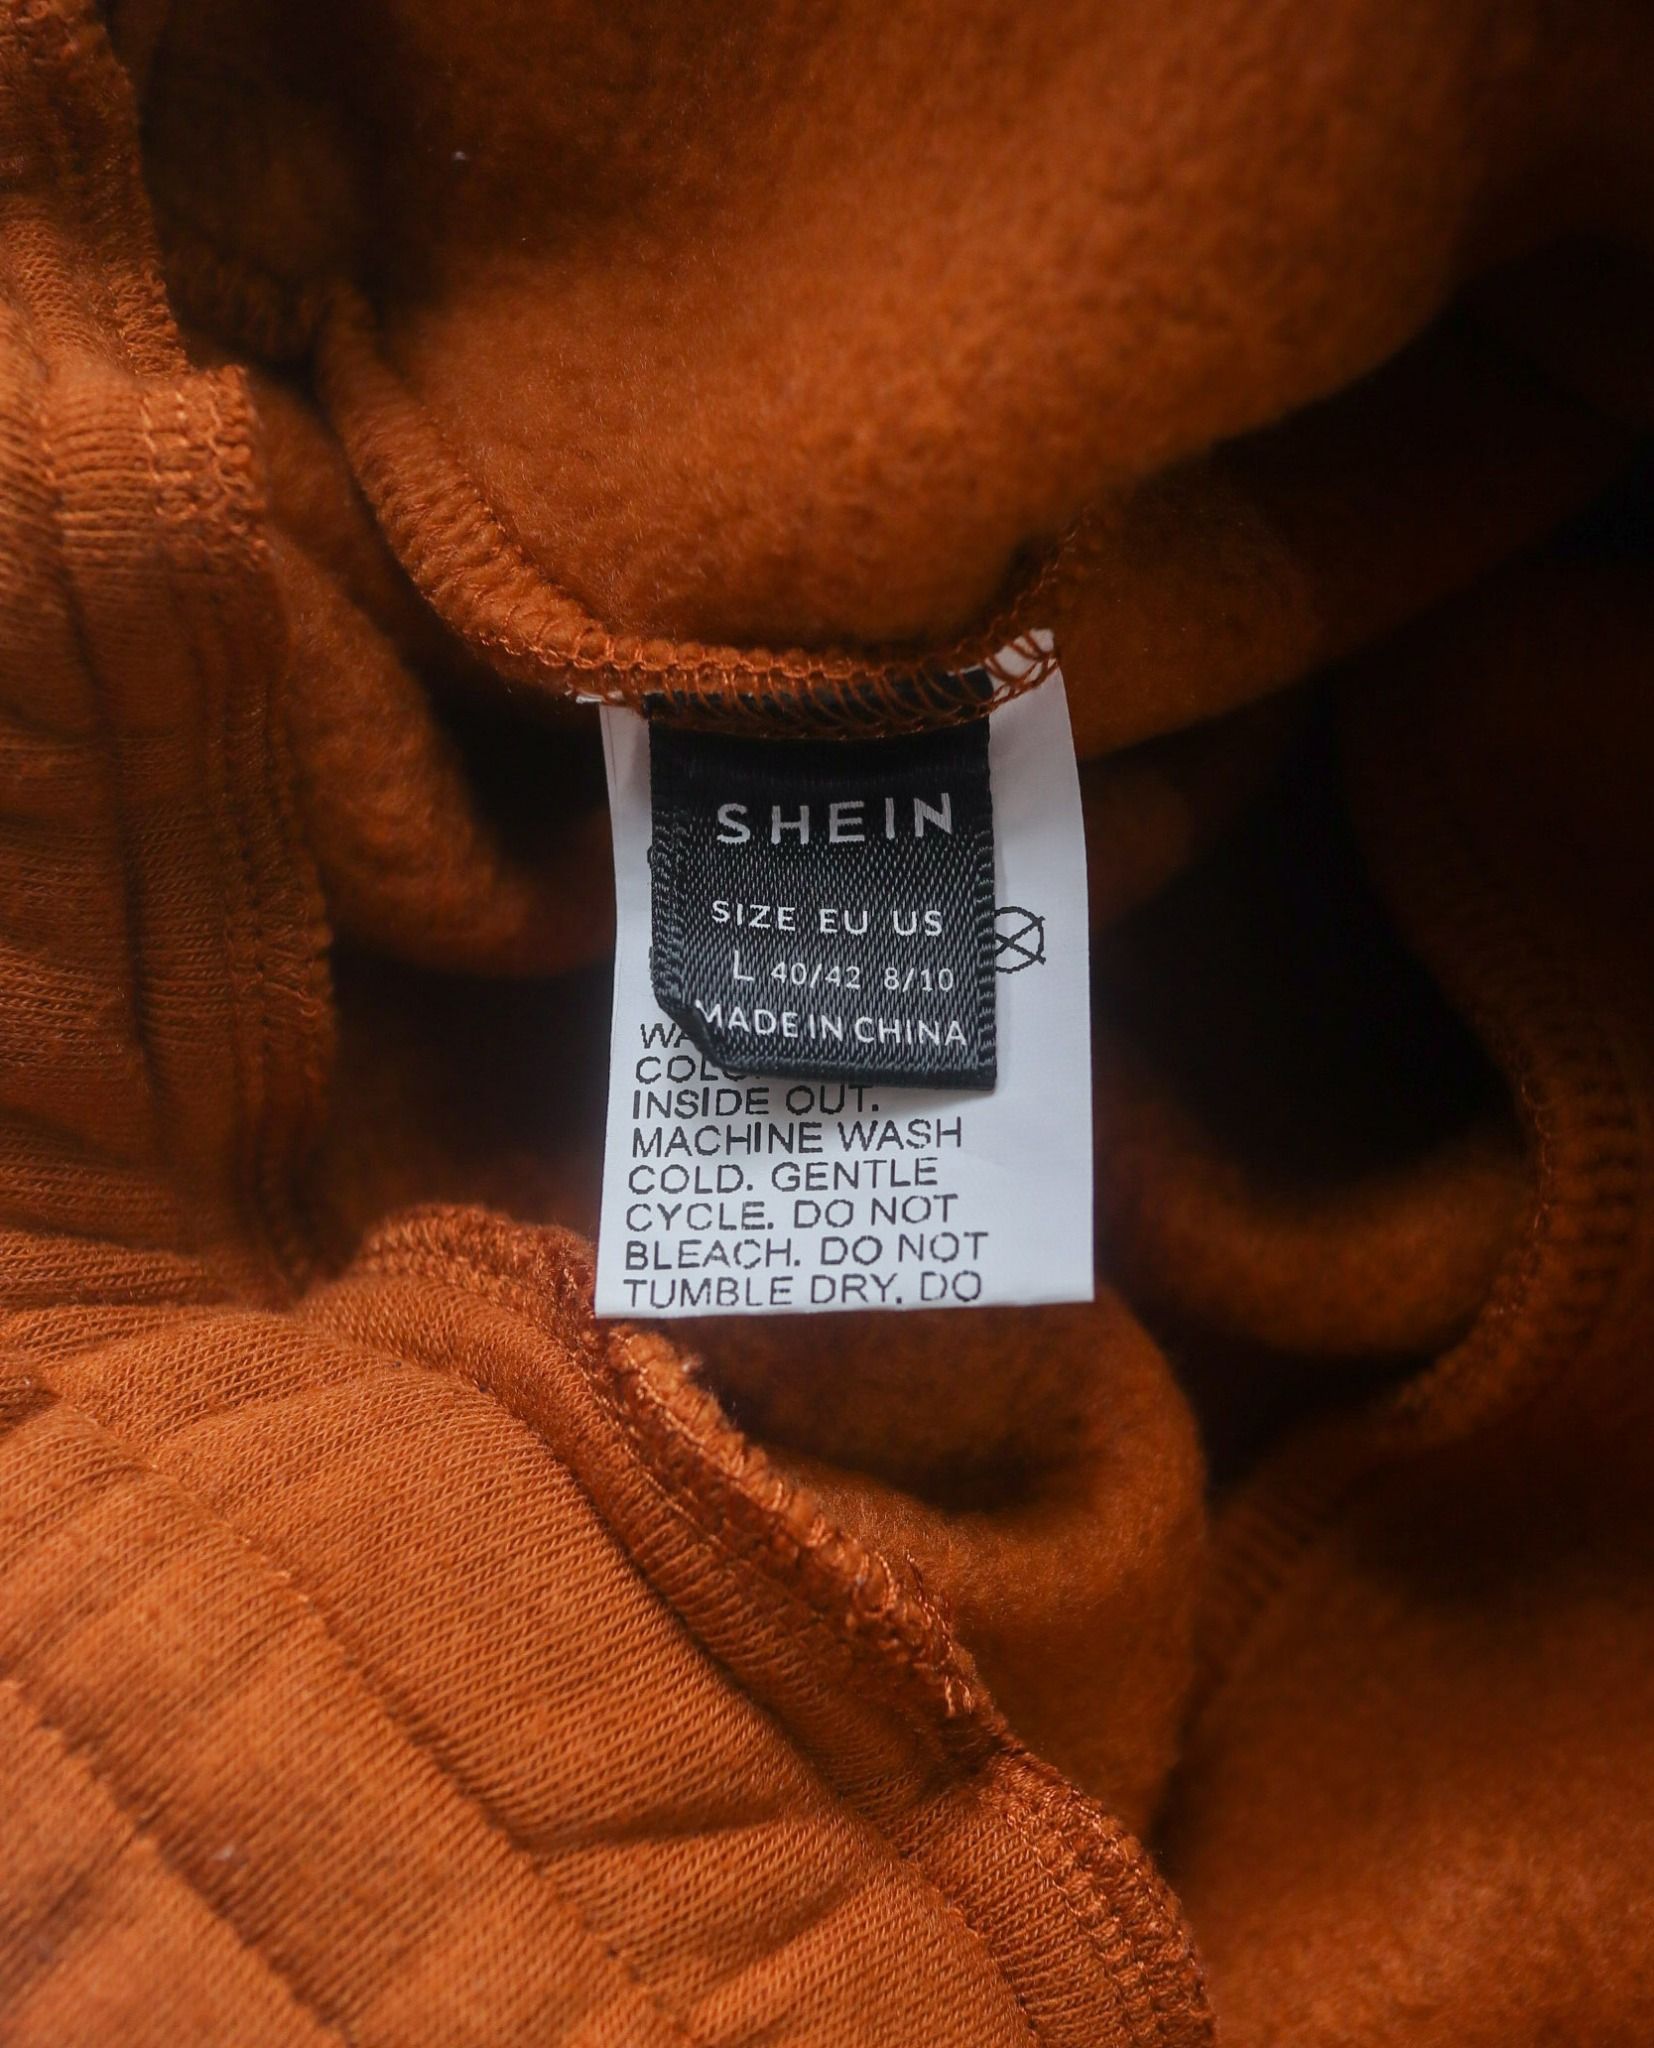 SHEIN
SIZE EU US
L 40/42 8/10
MADE IN CHINA
INSIDE OUT.
MACHINE WASH
COLD. GENTLE
CYCLE. DO NOT
BLEACH. DO NOT
TUMBLE DRY. DO